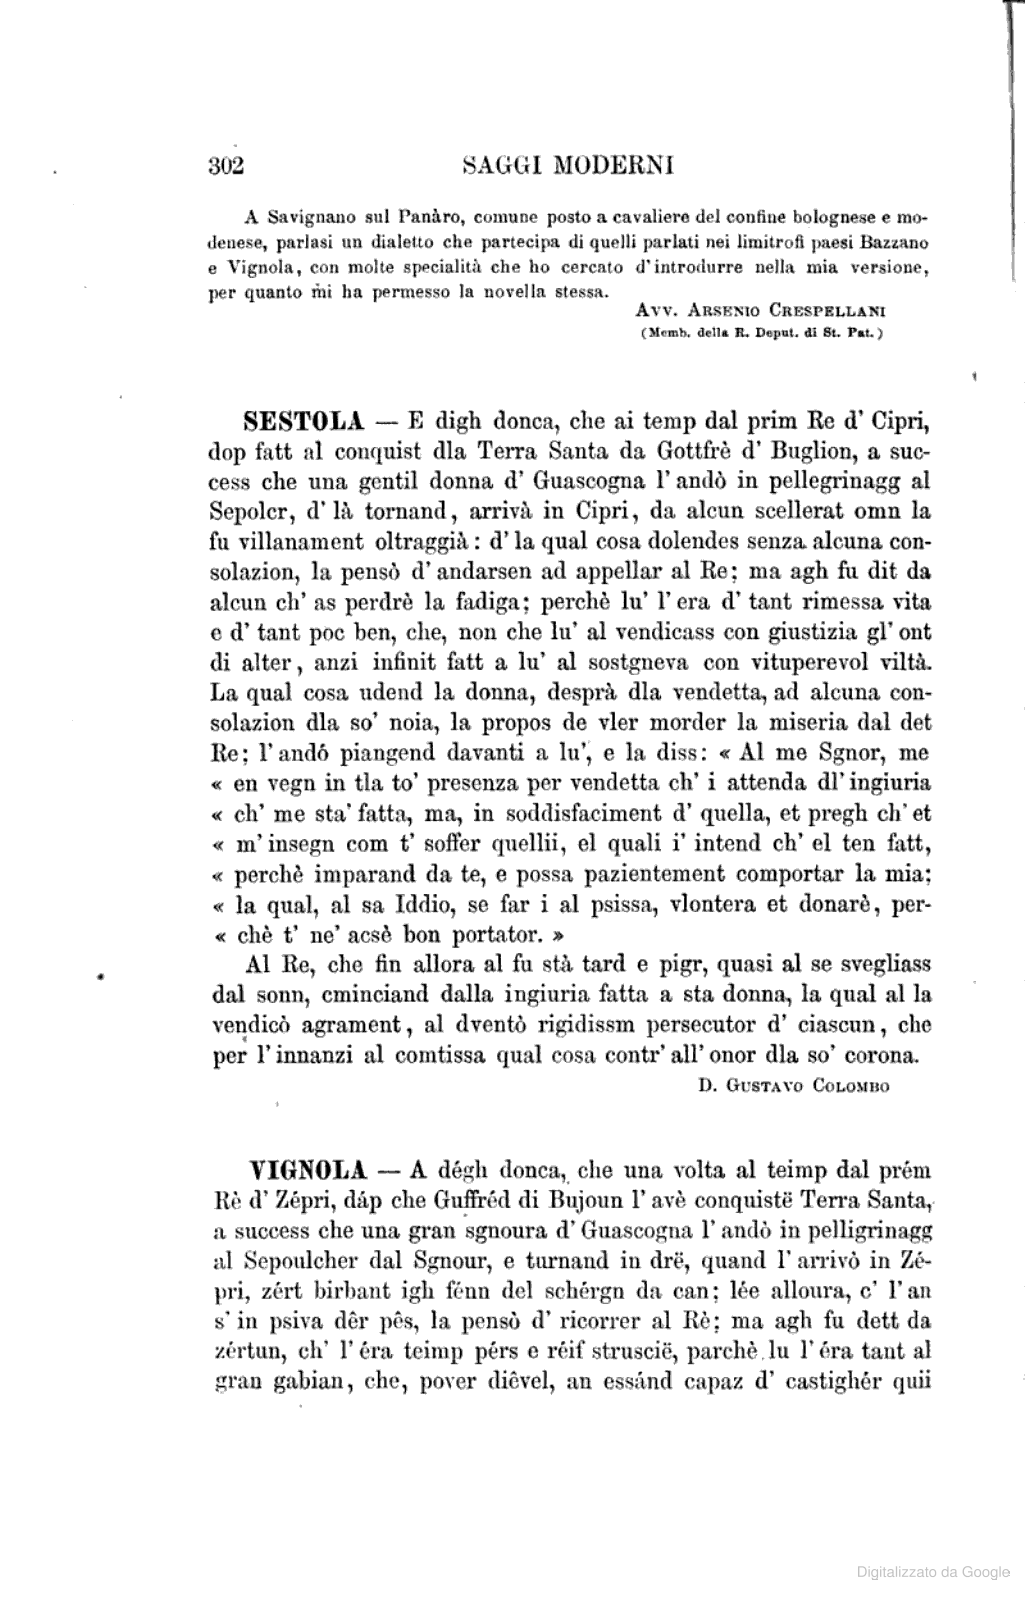 302 SAGGI MODERNI
A Savignano sul Panàro, comune posto a cavaliere del confine bolognese e mo-
denese, parlasi un dialetto che partecipa di quelli parlati nei limitrofi paesi Bazzano
e Vignola, con molte specialità che ho cercato d'introdurre nella mia versione,
per quanto mi ha permesso la novella stessa.
AVV. ARSENIO CRESPELLANI
(Memb. della R. Deput. di St. Pat.)
SESTOLA — E digh donca, che ai temp dal prim Re d' Cipri,
dop fatt al conquist dla Terra Santa da Gottfrè d' Buglion, a suc-
cess che una gentil donna d' Guascogna l' andò in pellegrinagg al
Sepolcr, d' là tornand, arrivà in Cipri, da alcun scellerat omn la
fu villanament oltraggià: d' la qual cosa dolendes senza alcuna con-
solazion, la pensò d' andarsen ad appellar al Re; ma agh fu dit da
alcun ch' as perdrè la fadiga; perchè lu' l' era d' tant rimessa vita
e d' tant poc ben, che, non che lu' al vendicass con giustizia gl' ont
di alter, anzi infinit fatt a lu' al sostgneva con vituperevol viltà.
La qual cosa udend la donna, desprà dla vendetta, ad alcuna con-
solazion dla so' noia, la propos de vler morder la miseria dal det
Re; l' andó piangend davanti a lu', e la diss: « Al me Sgnor, me
« en vegn in tla to' presenza per vendetta ch' i attenda dl' ingiuria
« ch' me sta' fatta, ma, in soddisfaciment d' quella, et pregh ch' et
« m' insegn com t' soffer quellii, el quali i' intend ch' el ten fatt,
« perchè imparand da te, e possa pazientement comportar la mia;
« la qual, al sa Iddio, se far i al psissa, vlontera et donarè, per-
« chè t' ne' acsè bon portator. »
Al Re, che fin allora al fu stà tard e pigr, quasi al se svegliass
dal sonn, cminciand dalla ingiuria fatta a sta donna, la qual al la
vendicò agrament, al dventò rigidissm persecutor d' ciascun, che
per l' innanzi al comtissa qual cosa contr' all' onor dla so' corona.
D. GUSTAVO COLOMBO
VIGNOLA — A dégh donca, che una volta al teimp dal prém
Rè d' Zépri, dáp che Guffréd di Bujoun l' avè conquistë Terra Santa,
a success che una gran sgnoura d' Guascogna l' andò in pelligrinagg
al Sepoulcher dal Sgnour, e turnand in drë, quand l' arrivò in Zé-
pri, zért birbant igh fénn del schérgn da can; lée alloura, c' l' an
s' in psiva dêr pês, la pensò d' ricorrer al Rè; ma agh fu dett da
zértun, ch' l' éra teimp pérs e réif struscië, parchè lu l' éra tant al
gran gabian, che, pover diêvel, an essánd capaz d' castighér quii
Digitalizzato da Google